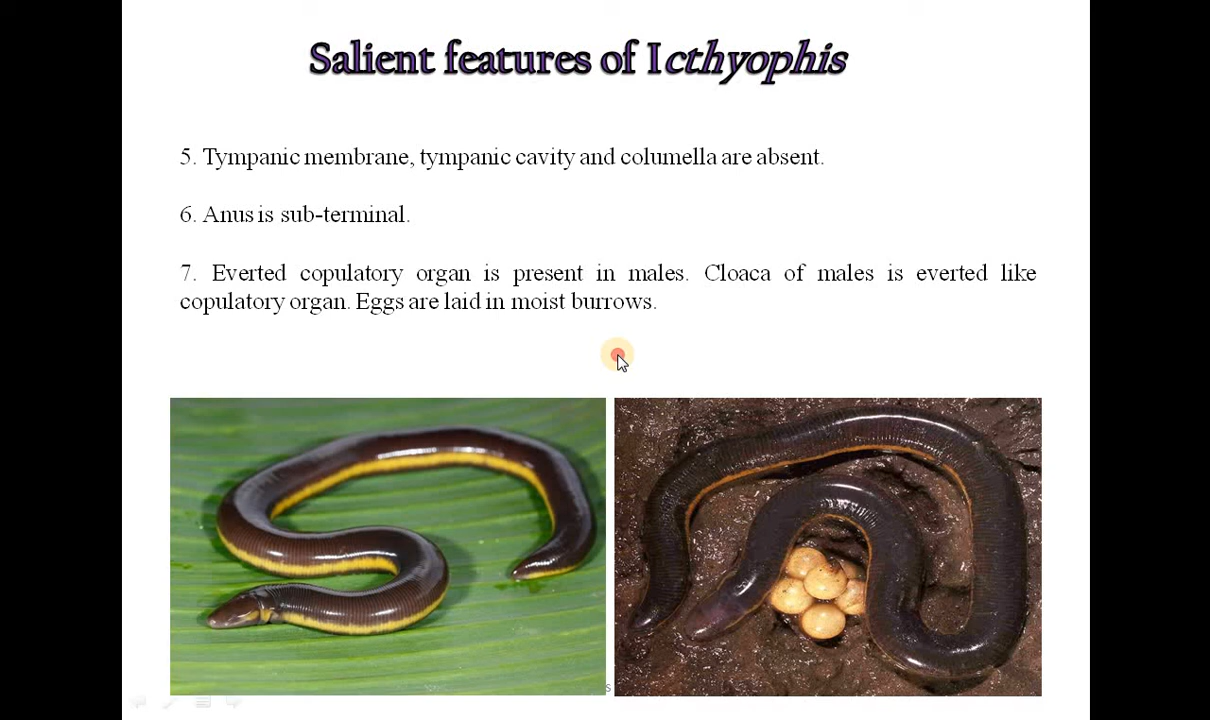 Salient features of Icthyophis
5. Tympanic membrane, tympanic cavity and columella are absent.
6. Anus is sub-terminal.
7. Everted copulatory organ is present in males. Cloaca of males is everted like
copulatory organ. Eggs are laid in moist burrows.